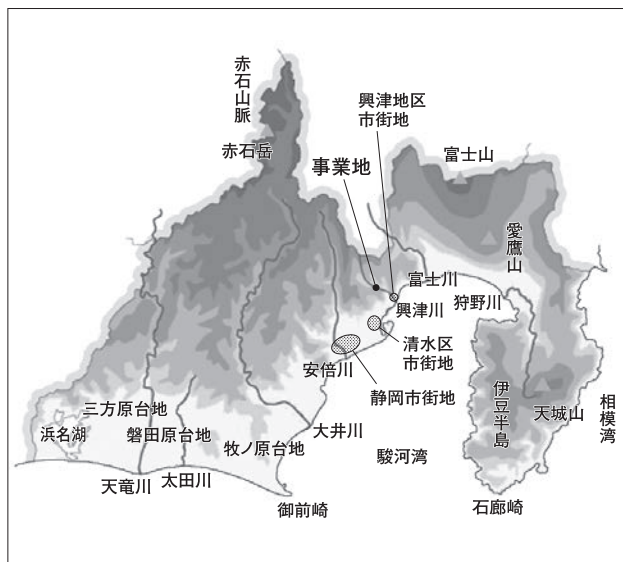 赤石山脈
興津地区
市街地
赤石岳
事業地
富士山
愛鷹山
富士川
狩野川
興津川
清水区
市街地
安倍川
静岡市街地
伊豆半島
天城山
相模湾
三方原台地
浜名湖
磐田原台地
牧ノ原台地
大井川
駿河湾
天竜川
太田川
御前崎
石廊崎